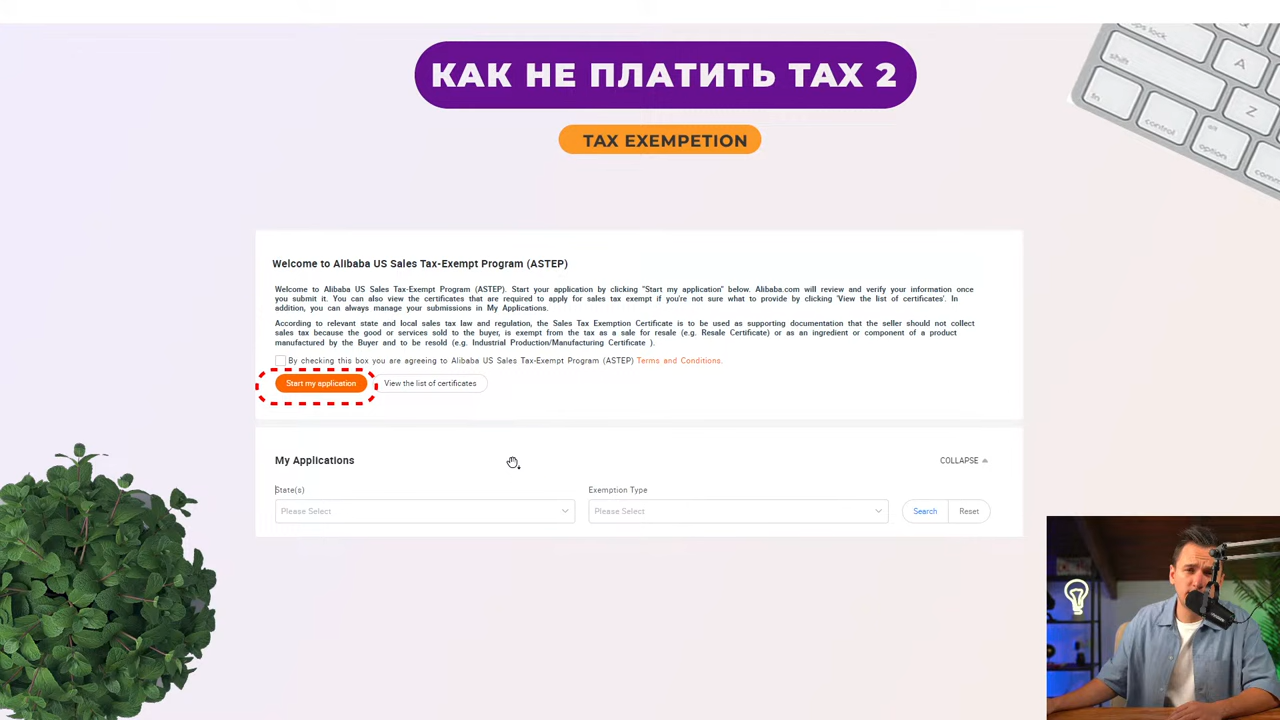 КАК НЕ ПЛАТИТЬ TAX 2
TAX EXEMPETION
Welcome to Alibaba US Sales Tax-Exempt Program (ASTEP)
Welcome to Alibaba US Sales Tax-Exempt Program (ASTEP). Start your application by clicking "Start my application" below. Alibaba.com will review and verify your information once
you submit it. You can also view the certificates that are required to apply for sales tax exempt if you're not sure what to provide by clicking 'View the list of certificates'. In
addition, you can always manage your submissions in My Applications.
According to relevant state and local sales tax law and regulation, the Sales Tax Exemption Certificate is to be used as supporting documentation that the seller should not collect
sales tax because the good or services sold to the buyer, is exempt from the tax as a sale for resale (e.g. Resale Certificate) or as an ingredient or component of a product
manufactured by the Buyer and to be resold (e.g. Industrial Production/Manufacturing Certificate ).
By checking this box you are agreeing to Alibaba US Sales Tax-Exempt Program (ASTEP) Terms and Conditions.
Start my application View the list of certificates
My Applications COLLAPSE
State(s) Exemption Type
Please Select Please Select Search Reset
caps lock
A
shift
Z
fn
control
option